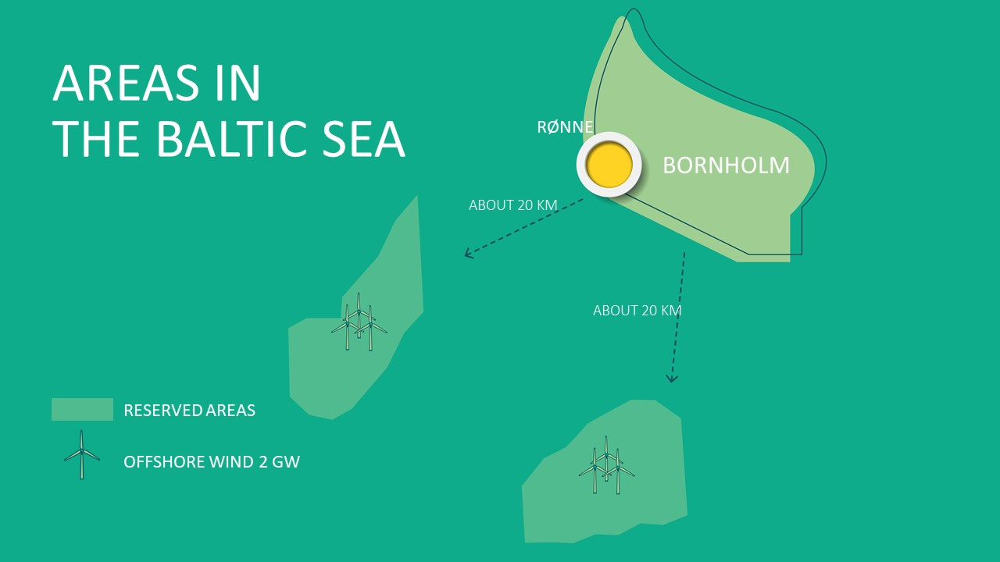 AREAS IN
THE BALTIC SEA
RØNNE
BORNHOLM
ABOUT 20 KM
ABOUT 20 KM
RESERVED AREAS
OFFSHORE WIND 2 GW